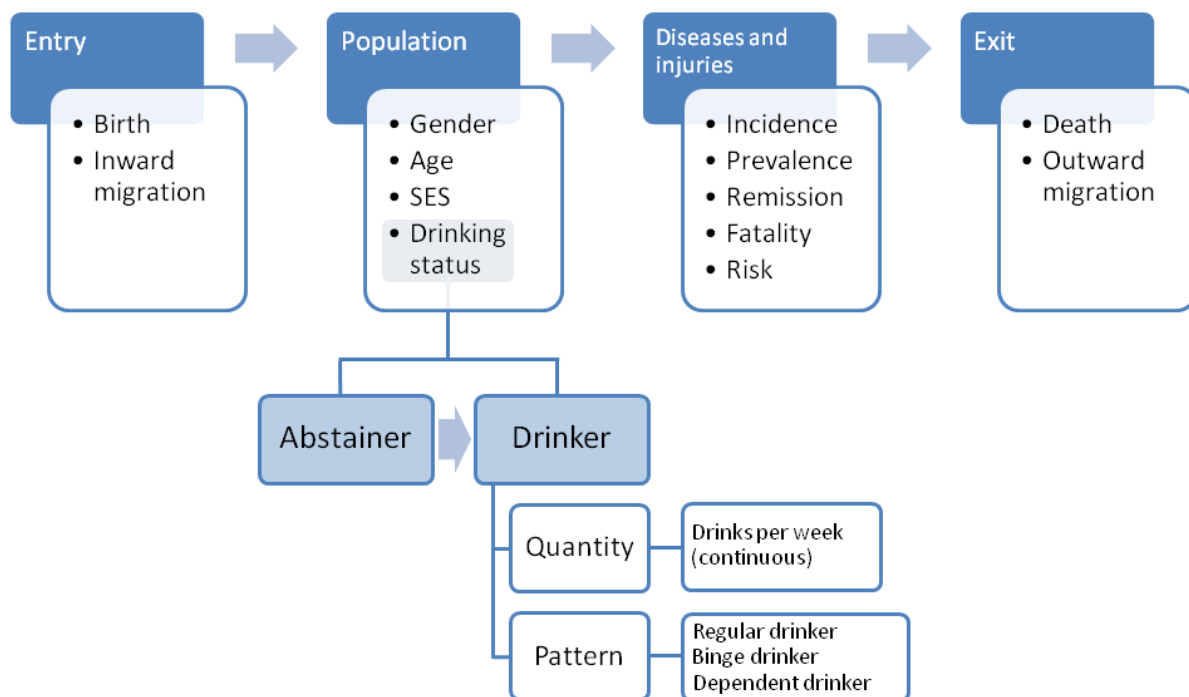 Entry
• Birth
• Inward
migration
Population
• Gender
• Age
• SES
• Drinking
status
Diseases and
injuries
• Incidence
• Prevalence
• Remission
• Fatality
• Risk
Exit
• Death
• Outward
migration
Abstainer
Drinker
Quantity
Drinks per week
(continuous)
Pattern
Regular drinker
Binge drinker
Dependent drinker